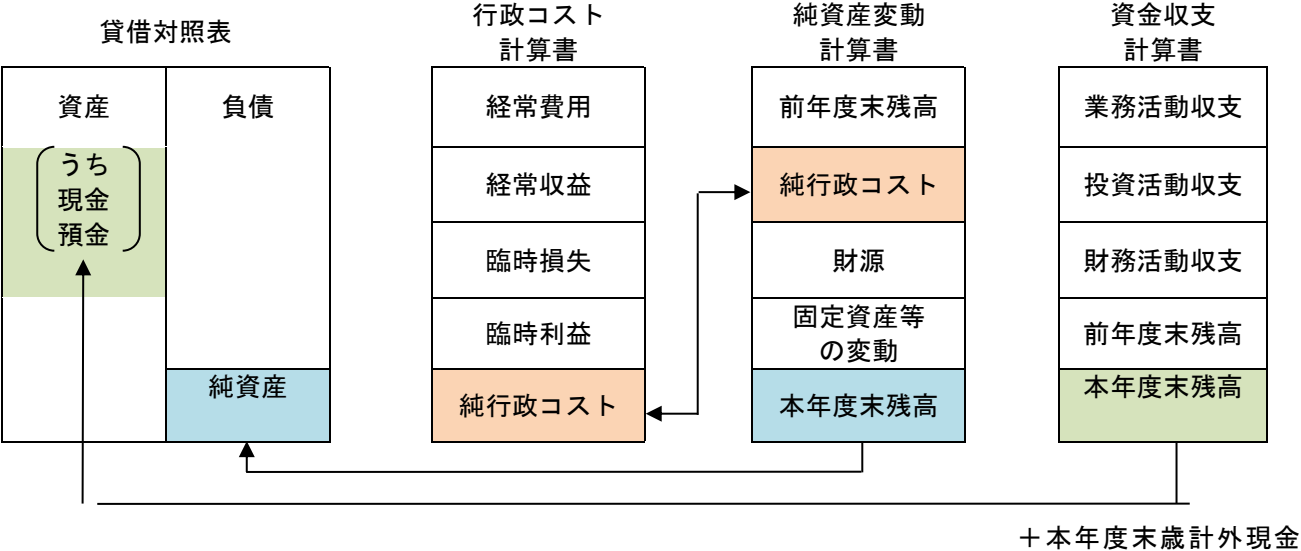 貸借対照表
資産
負債
うち
現金
預金
純資産
行政コスト
計算書
経常費用
経常収益
臨時損失
臨時利益
純行政コスト
純資産変動
計算書
前年度末残高
純行政コスト
財源
固定資産等
の変動
本年度末残高
資金収支
計算書
業務活動収支
投資活動収支
財務活動収支
前年度末残高
本年度末残高
＋本年度末歳計外現金